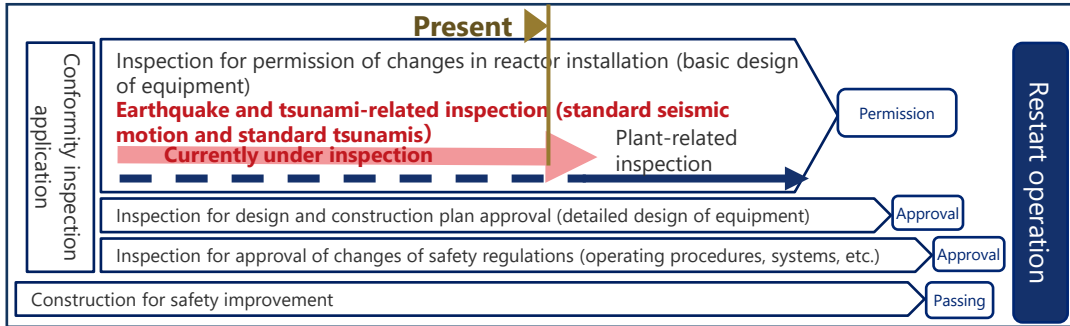 Present
Conformity inspection
application
Inspection for permission of changes in reactor installation (basic design
of equipment)
Earthquake and tsunami-related inspection (standard seismic
motion and standard tsunamis)
Currently under inspection
Plant-related
inspection
Permission
Inspection for design and construction plan approval (detailed design of equipment)
Approval
Inspection for approval of changes of safety regulations (operating procedures, systems, etc.)
Approval
Construction for safety improvement
Passing
Restart operation